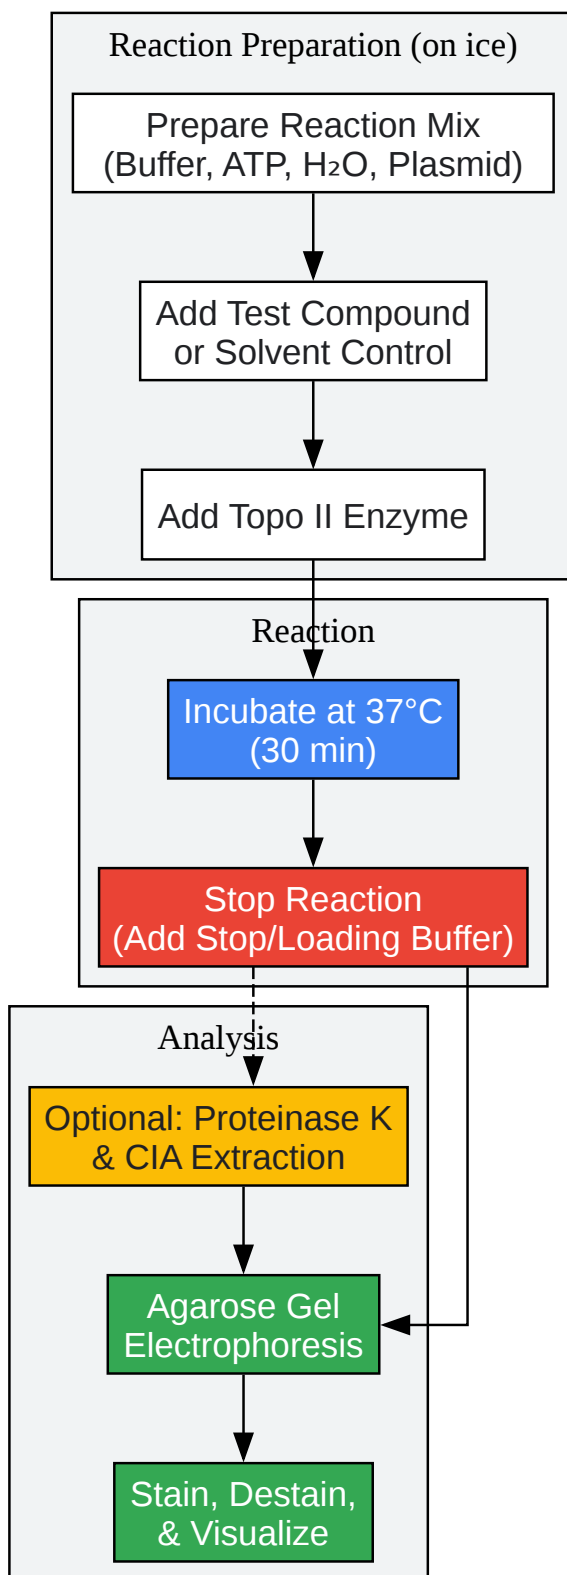 Reaction Preparation (on ice)
Prepare Reaction Mix
(Buffer, ATP, H₂O, Plasmid)
Add Test Compound
or Solvent Control
Add Topo II Enzyme
Reaction
Incubate at 37°C
(30 min)
Stop Reaction
(Add Stop/Loading Buffer)
Analysis
Optional: Proteinase K
& CIA Extraction
Agarose Gel
Electrophoresis
Stain, Destain,
& Visualize